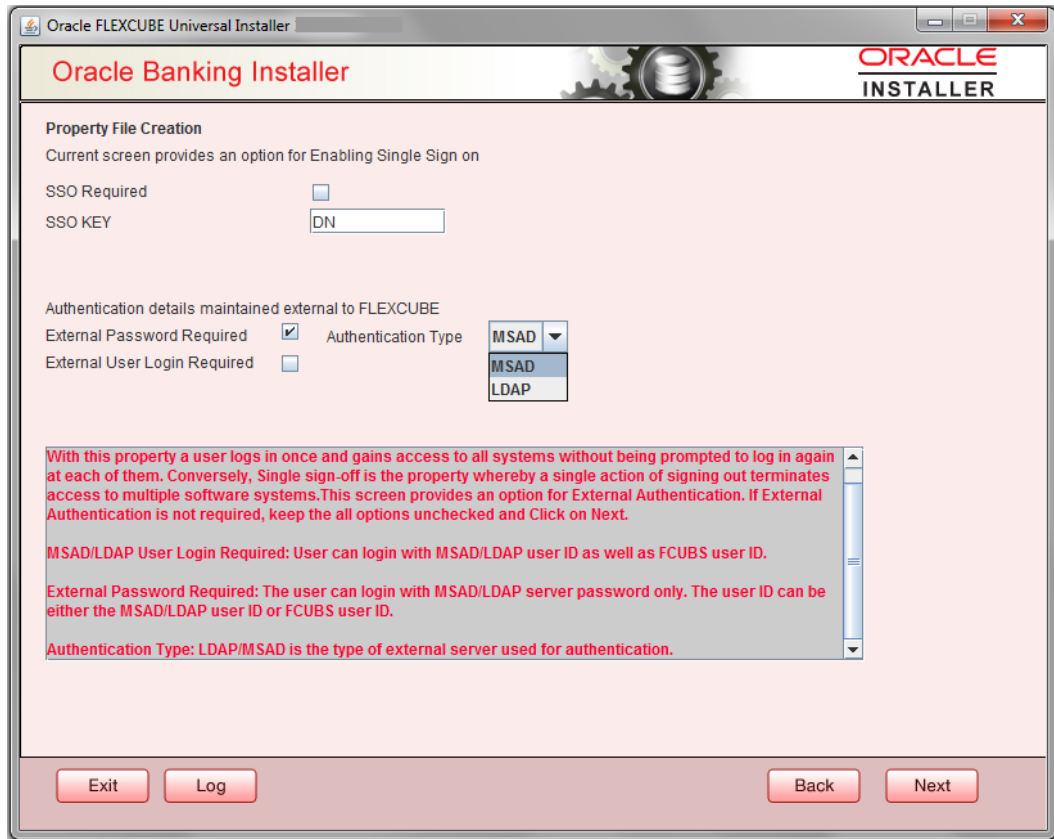 Oracle FLEXCUBE Universal Installer
Oracle Banking Installer
ORACLE
INSTALLER
Property File Creation
Current screen provides an option for Enabling Single Sign on
SSO Required
SSO KEY DN
Authentication details maintained external to FLEXCUBE
External Password Required Authentication Type MSAD
External User Login Required
MSAD
LDAP
With this property a user logs in once and gains access to all systems without being prompted to log in again
at each of them. Conversely, Single sign-off is the property whereby a single action of signing out terminates
access to multiple software systems.This screen provides an option for External Authentication. If External
Authentication is not required, keep the all options unchecked and Click on Next.
MSAD/LDAP User Login Required: User can login with MSAD/LDAP user ID as well as FCUBS user ID.
External Password Required: The user can login with MSAD/LDAP server password only. The user ID can be
either the MSAD/LDAP user ID or FCUBS user ID.
Authentication Type: LDAP/MSAD is the type of external server used for authentication.
Exit Log Back Next